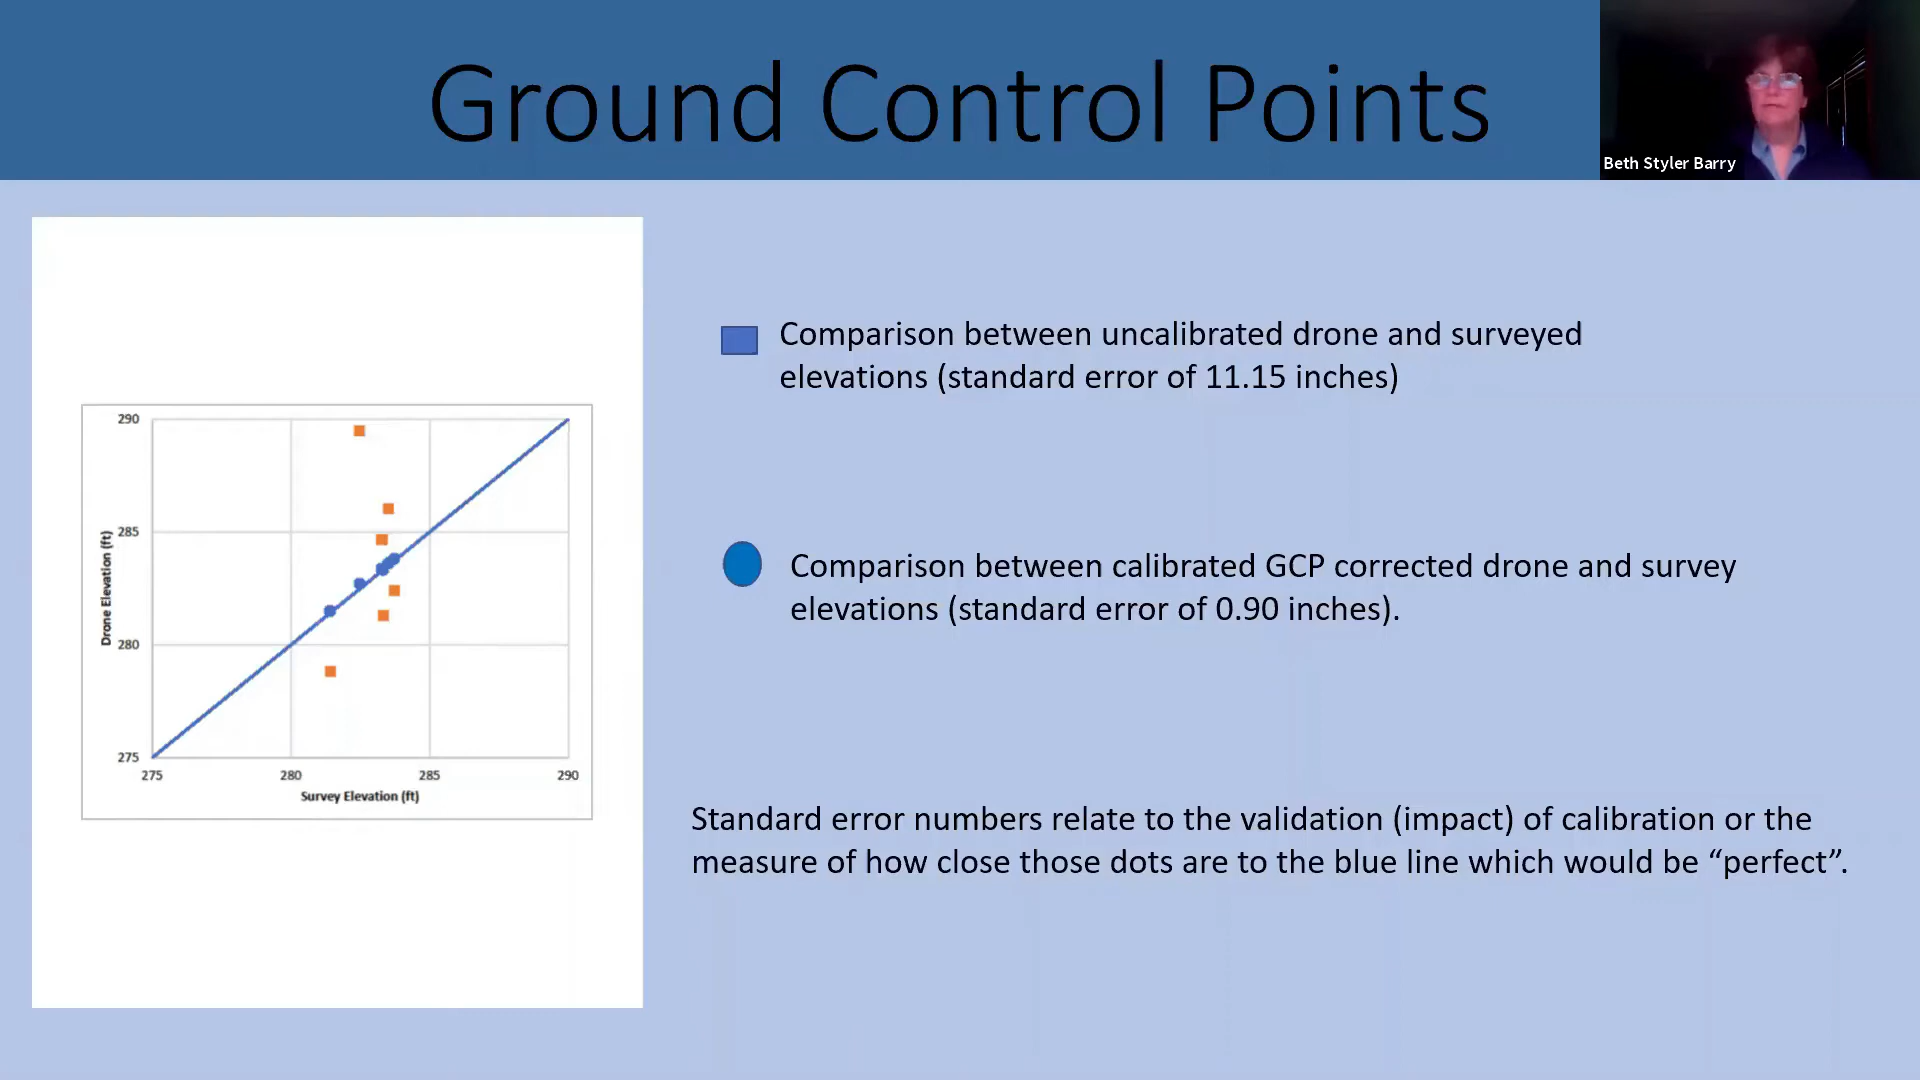 Ground Control Points
Beth Styler Barry
Comparison between uncalibrated drone and surveyed
elevations (standard error of 11.15 inches)
Comparison between calibrated GCP corrected drone and survey
elevations (standard error of 0.90 inches).
Standard error numbers relate to the validation (impact) of calibration or the
measure of how close those dots are to the blue line which would be “perfect”.
290
285
280
275
Drone Elevation (ft)
275 280 285 290
Survey Elevation (ft)